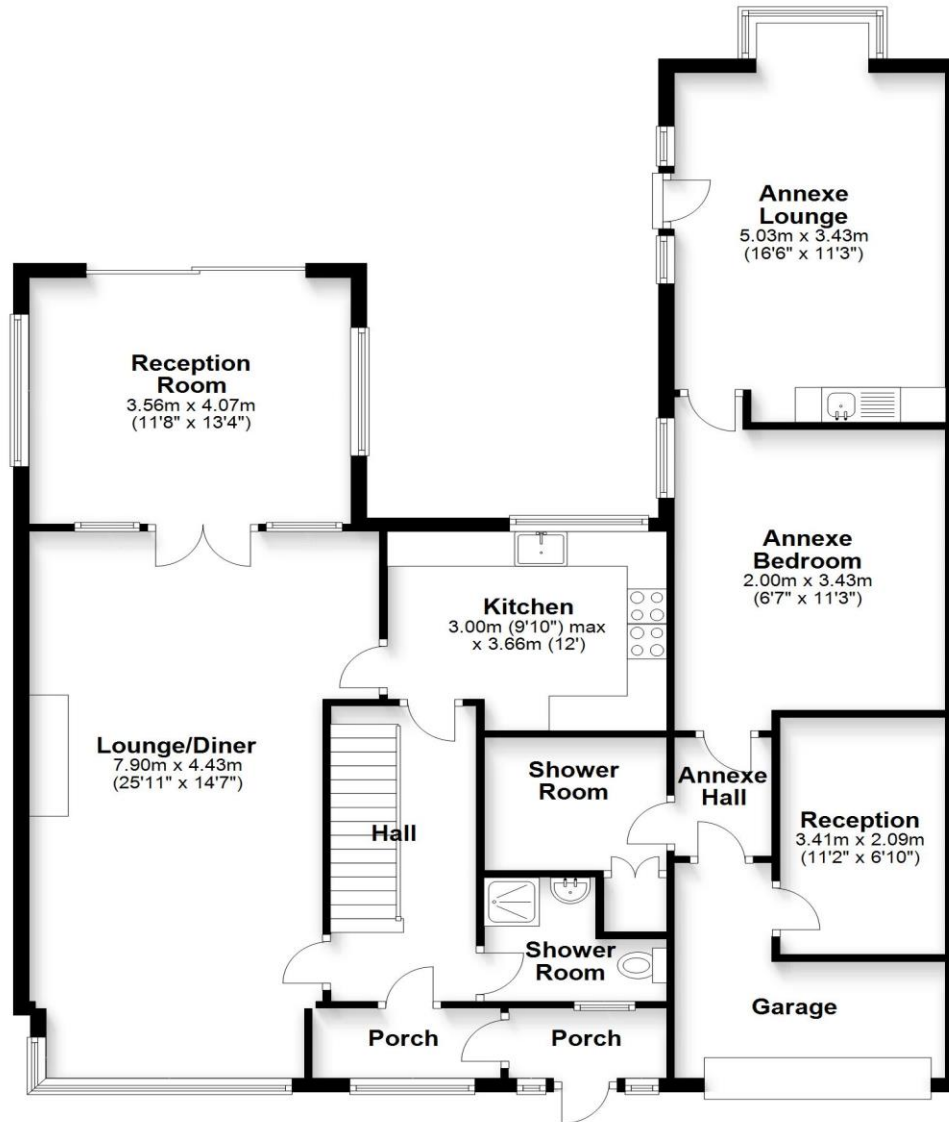 Annexe
Lounge
5.03m x 3.43m
(16'6" x 11'3")
Reception
Room
3.56m x 4.07m
(11'8" x 13'4")
Annexe
Bedroom
2.00m x 3.43m
(6'7" x 11'3")
Kitchen
3.00m (9'10") max
x 3.66m (12')
Lounge/Diner
7.90m x 4.43m
(25'11" x 14'7")
Shower
Room
Annexe
Hall
Hall
Reception
3.41m x 2.09m
(11'2" x 6'10")
Shower
Room
Garage
Porch
Porch